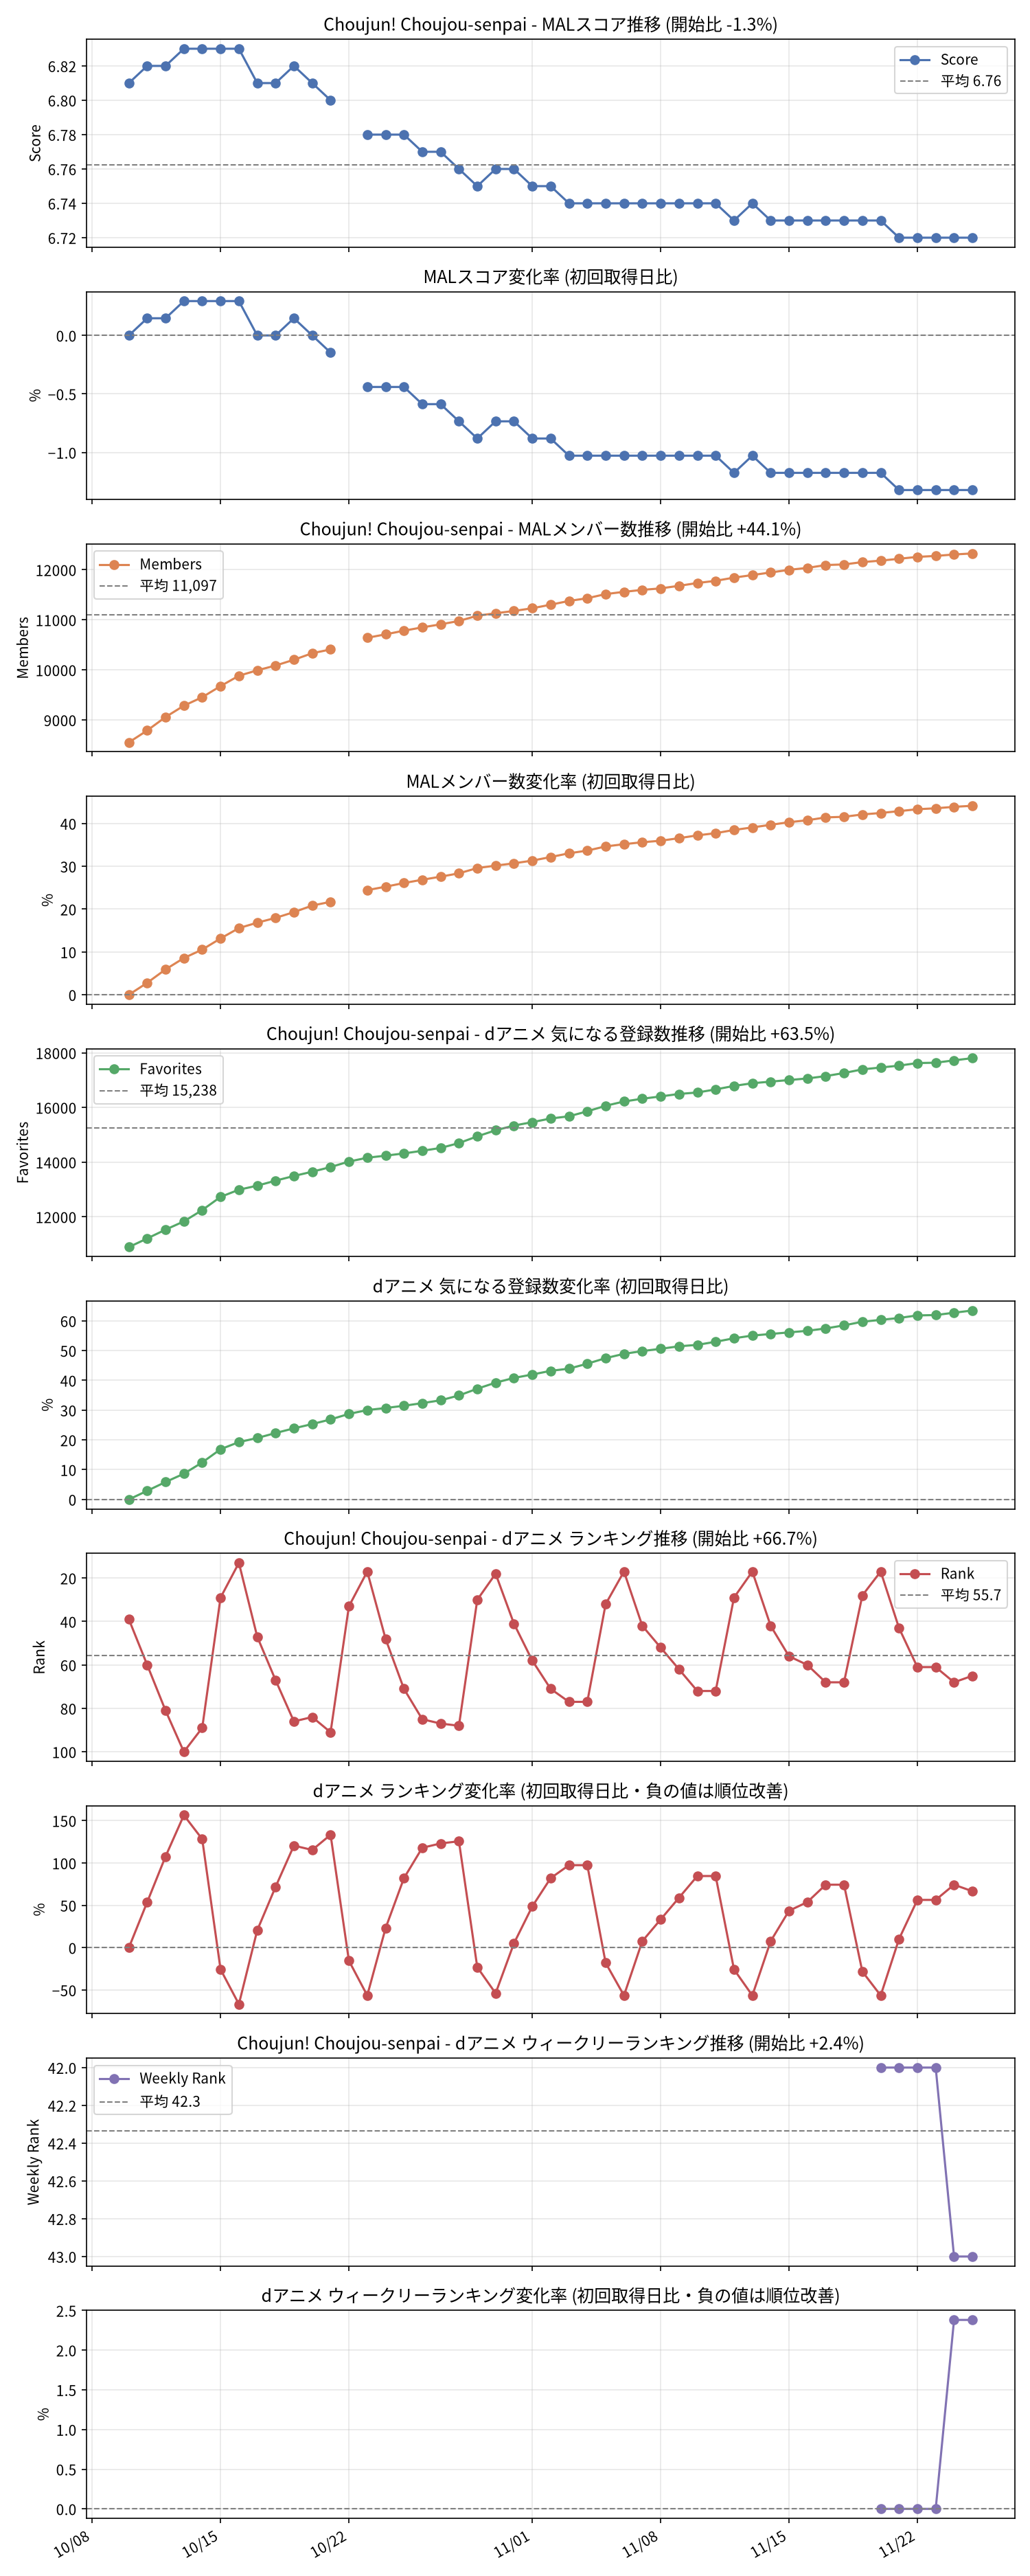 Choujun! Choujou-senpai - MALスコア推移 (開始比 -1.3%)
Score
6.82
6.80
6.78
6.76
6.74
6.72
Score
平均 6.76
MALスコア変化率 (初回取得日比)
%
0.0
−0.5
−1.0
Choujun! Choujou-senpai - MALメンバー数推移 (開始比 +44.1%)
Members
12000
11000
10000
9000
Members
平均 11,097
MALメンバー数変化率 (初回取得日比)
%
40
30
20
10
0
Choujun! Choujou-senpai - dアニメ 気になる登録数推移 (開始比 +63.5%)
Favorites
18000
16000
14000
12000
Favorites
平均 15,238
dアニメ 気になる登録数変化率 (初回取得日比)
%
60
50
40
30
20
10
0
Choujun! Choujou-senpai - dアニメ ランキング推移 (開始比 +66.7%)
Rank
20
40
60
80
100
Rank
平均 55.7
dアニメ ランキング変化率 (初回取得日比・負の値は順位改善)
%
150
100
50
0
−50
Choujun! Choujou-senpai - dアニメ ウィークリーランキング推移 (開始比 +2.4%)
Weekly Rank
42.0
42.2
42.4
42.6
42.8
43.0
Weekly Rank
平均 42.3
dアニメ ウィークリーランキング変化率 (初回取得日比・負の値は順位改善)
%
2.5
2.0
1.5
1.0
0.5
0.0
10/08
10/15
10/22
11/01
11/08
11/15
11/22